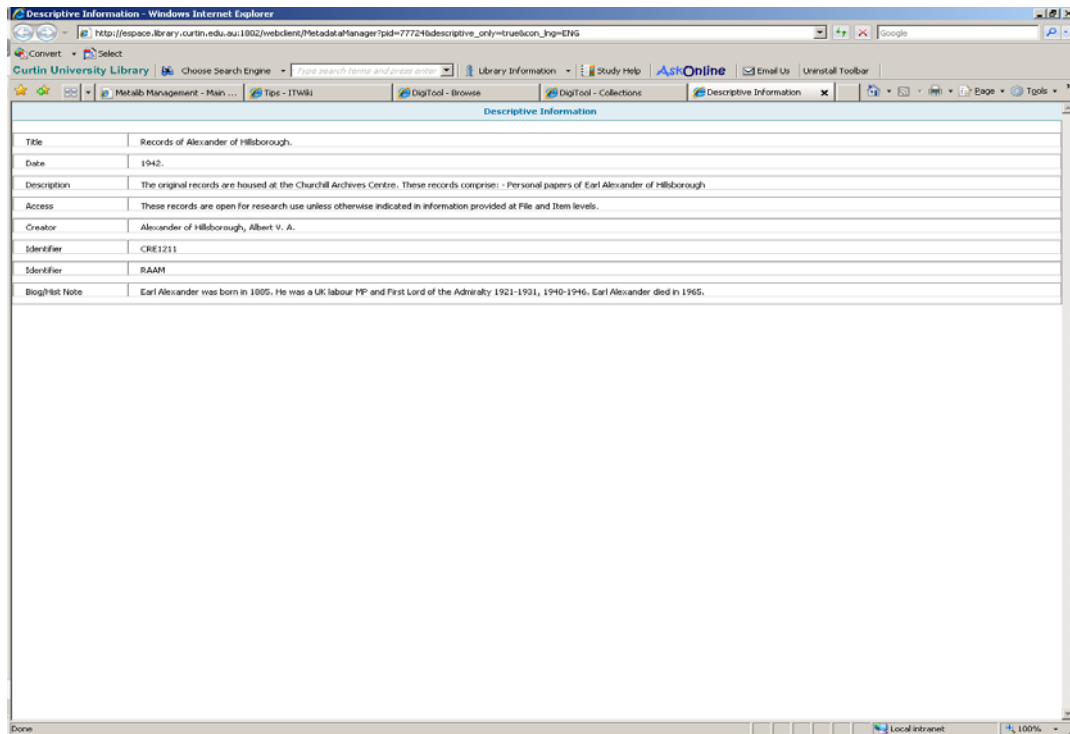 Descriptive Information - Windows Internet Explorer
http://espace.library.curtin.edu.au:1802/webclient/MetadataManager?pid=77724&descriptive_only=true&con_lng=ENG
Google
Convert Select
Curtin University Library Choose Search Engine Type search terms and press enter Library Information Study Help AskOnline Email Us Uninstall Toolbar
Metalib Management - Main ... Tips - ITWiki DigiTool - Browse DigiTool - Collections Descriptive Information Page Tools
Descriptive Information
Title Records of Alexander of Hillsborough.
Date 1942.
Description The original records are housed at the Churchill Archives Centre. These records comprise: - Personal papers of Earl Alexander of Hillsborough
Access These records are open for research use unless otherwise indicated in information provided at File and Item levels.
Creator Alexander of Hillsborough, Albert V. A.
Identifier CRE1211
Identifier RAAM
Biog/Hist Note Earl Alexander was born in 1885. He was a UK labour MP and First Lord of the Admiralty 1921-1931, 1940-1946. Earl Alexander died in 1965.
Done Local intranet 100%